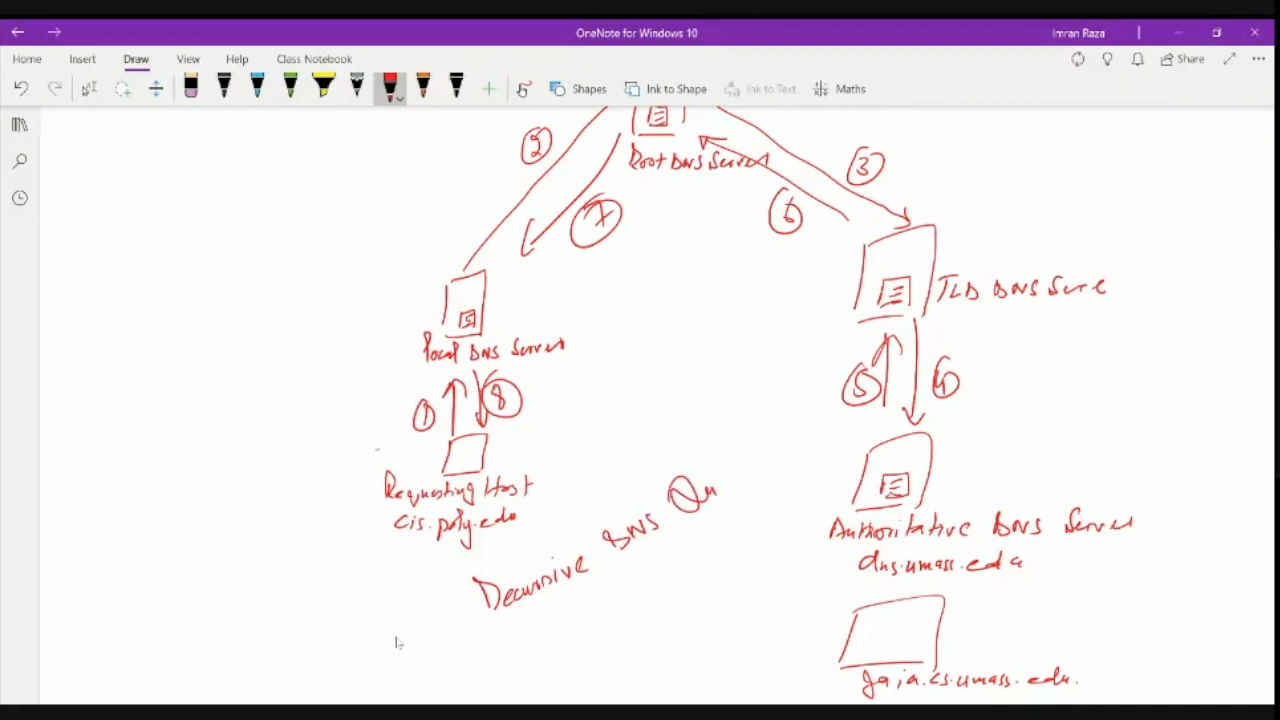 OneNote for Windows 10
Imran Raza
Home Insert Draw View Help Class Notebook
Share
Shapes
Ink to Shape
Ink to Text
Maths
2
Root DNS Server
3
7
6
TLD DNS Serve
local DNS Server
1
8
5
4
Requesting Host
cis.poly.edu
Recursive DNS Qu
Authoritative DNS Server
dns.umass.edu
gaia.cs.umass.edu.